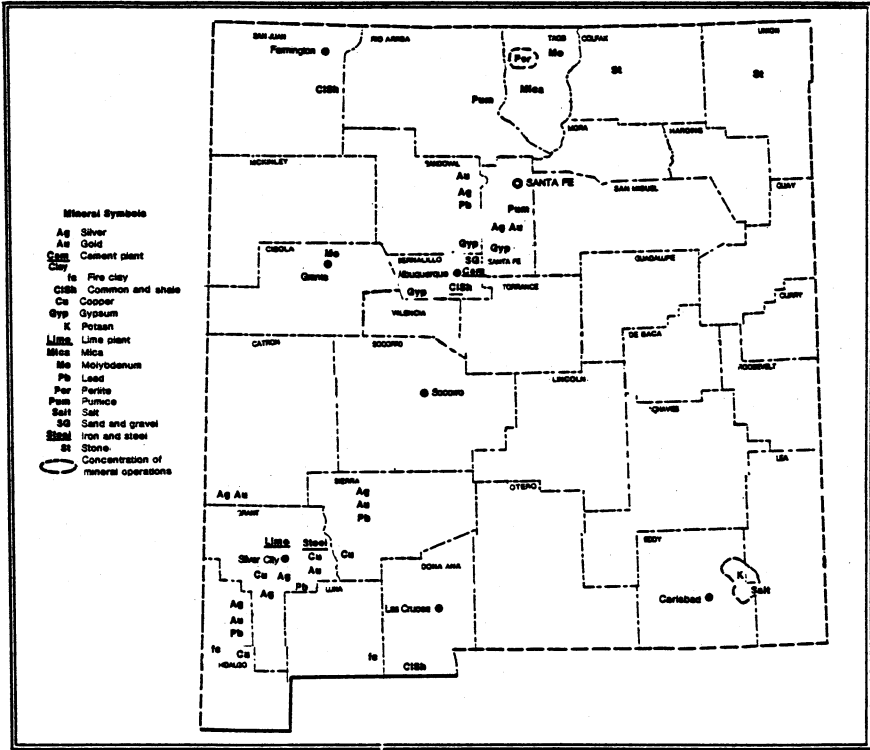 SAN JUAN
RIO ARRIBA
TAOS
COLFAX
UNION
Farmington
Per
Mo
St
St
ClSh
Mica
Pum
MORA
HARDING
MCKINLEY
SANDOVAL
Au
SANTA FE
QUAY
Ag
SAN MIGUEL
Pb
Pum
Mineral Symbols
Ag Silver
Au Gold
Cem Cement plant
Clay
fs Fire clay
ClSh Common and shale
Cu Copper
Gyp Gypsum
K Potash
Lime Lime plant
Mica Mica
Mo Molybdenum
Pb Lead
Per Perlite
Pum Pumice
Salt Salt
SG Sand and gravel
Steel Iron and steel
St Stone
Concentration of
mineral operations
Ag Au
Gyp
Gyp
CIBOLA
Mo
Grants
BERNALILLO
SG
SANTA FE
GUADALUPE
Albuquerque
Cem
Gyp
ClSh
TORRANCE
CURRY
VALENCIA
DE BACA
CATRON
SOCORRO
ROOSEVELT
LINCOLN
Socorro
CHAVES
LEA
SIERRA
OTERO
Ag
Au
Pb
Ag Au
GRANT
Lime
Steel
EDDY
Silver City
Cu
Cu
DONA ANA
Cu
Ag
Au
K
Ag
Pb
LUNA
Salt
Carlsbad
Ag
Las Cruces
Au
Pb
fs
Cu
fs
HIDALGO
ClSh